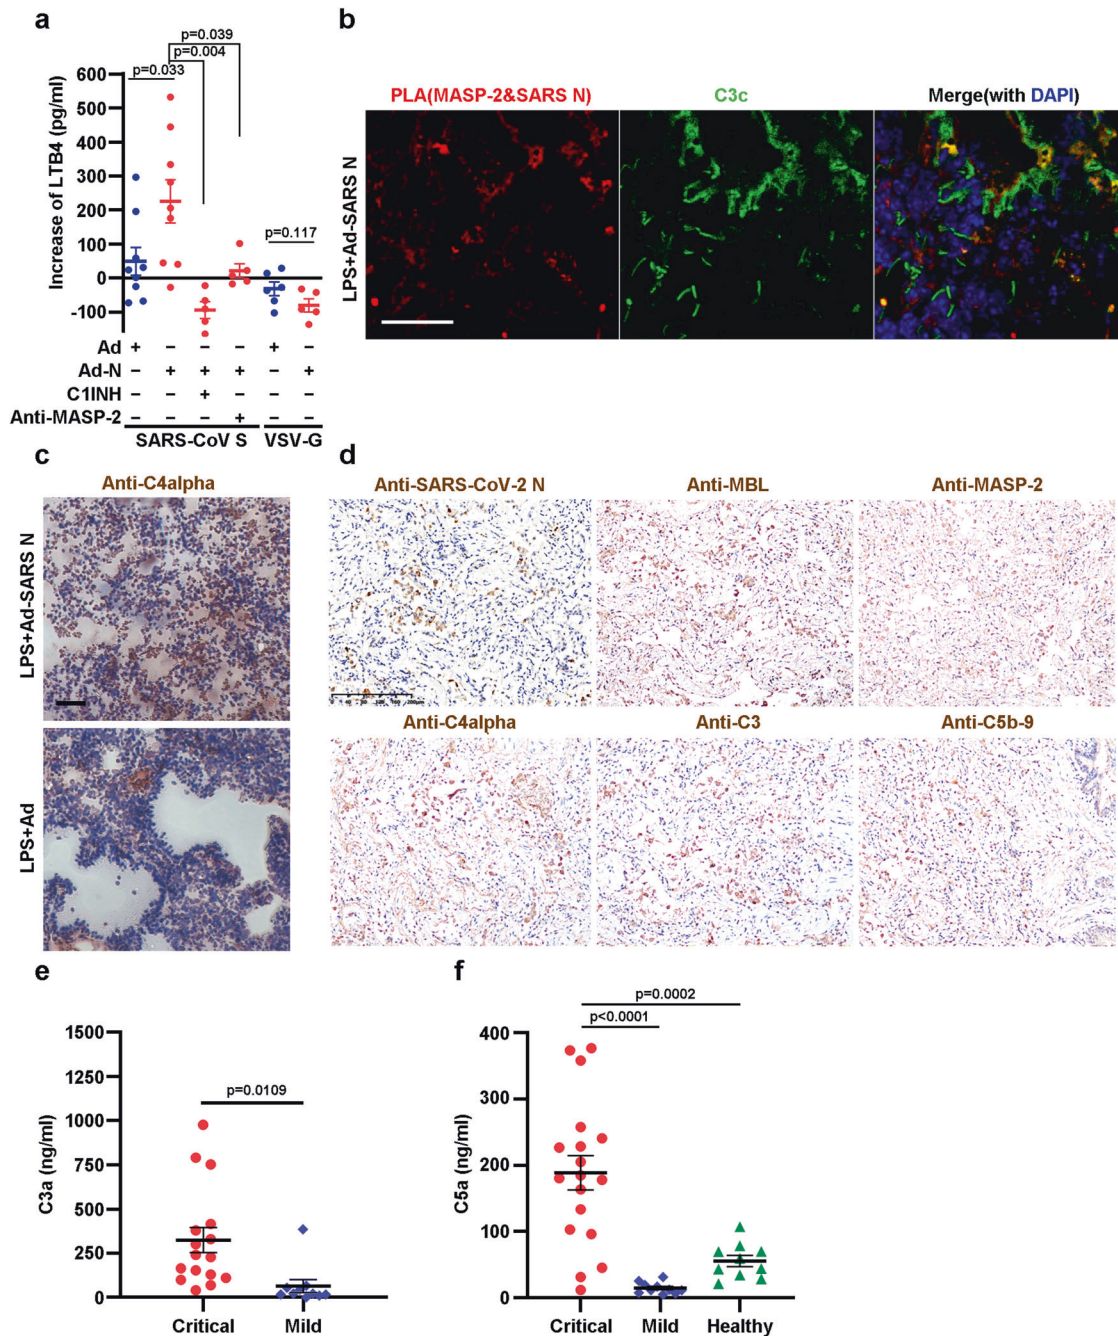 a
p=0.039
p=0.004
p=0.033
600
500
400
300
200
100
0
-100
Increase of LTB4 (pg/ml)
p=0.117
Ad + – – – + –
Ad-N – + + + – +
C1INH – – + – – –
Anti-MASP-2 – – – + – –
SARS-CoV S VSV-G
b
PLA(MASP-2&SARS N) C3c Merge(with DAPI)
LPS+Ad-SARS N
c
Anti-C4alpha
LPS+Ad-SARS N
LPS+Ad
d
Anti-SARS-CoV-2 N Anti-MBL Anti-MASP-2
Anti-C4alpha Anti-C3 Anti-C5b-9
e
1500
1250
1000
750
500
250
0
C3a (ng/ml)
p=0.0109
Critical Mild
f
p=0.0002
p<0.0001
400
300
200
100
0
C5a (ng/ml)
Critical Mild Healthy